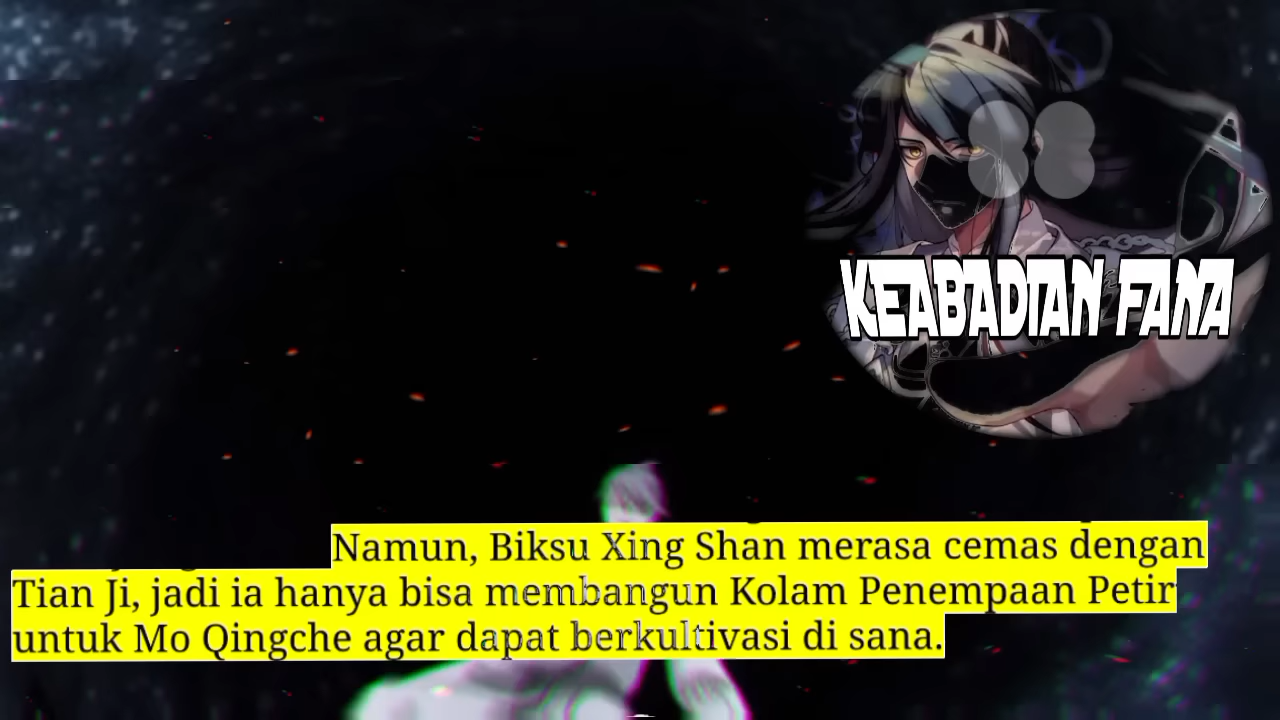 KEABADIAN FANA
Namun, Biksu Xing Shan merasa cemas dengan
Tian Ji, jadi ia hanya bisa membangun Kolam Penempaan Petir
untuk Mo Qingche agar dapat berkultivasi di sana.